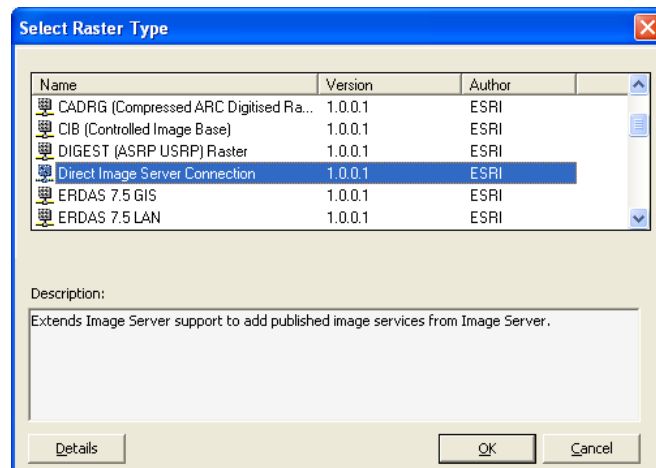 Select Raster Type
Name Version Author
CADRG (Compressed ARC Digitised Ra... 1.0.0.1 ESRI
CIB (Controlled Image Base) 1.0.0.1 ESRI
DIGEST (ASRP USRP) Raster 1.0.0.1 ESRI
Direct Image Server Connection 1.0.0.1 ESRI
ERDAS 7.5 GIS 1.0.0.1 ESRI
ERDAS 7.5 LAN 1.0.0.1 ESRI
Description:
Extends Image Server support to add published image services from Image Server.
Details OK Cancel